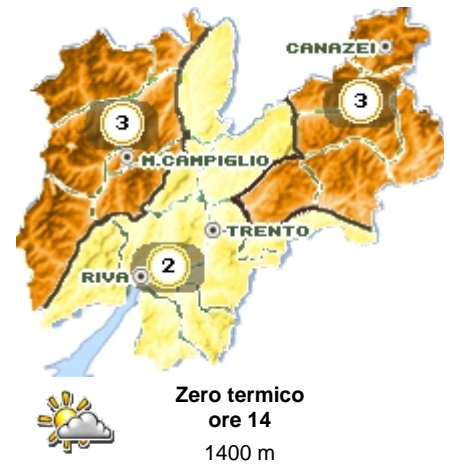 CANAZEI
3
3
M.CAMPIGLIO
TRENTO
2
RIVA
Zero termico
ore 14
1400 m